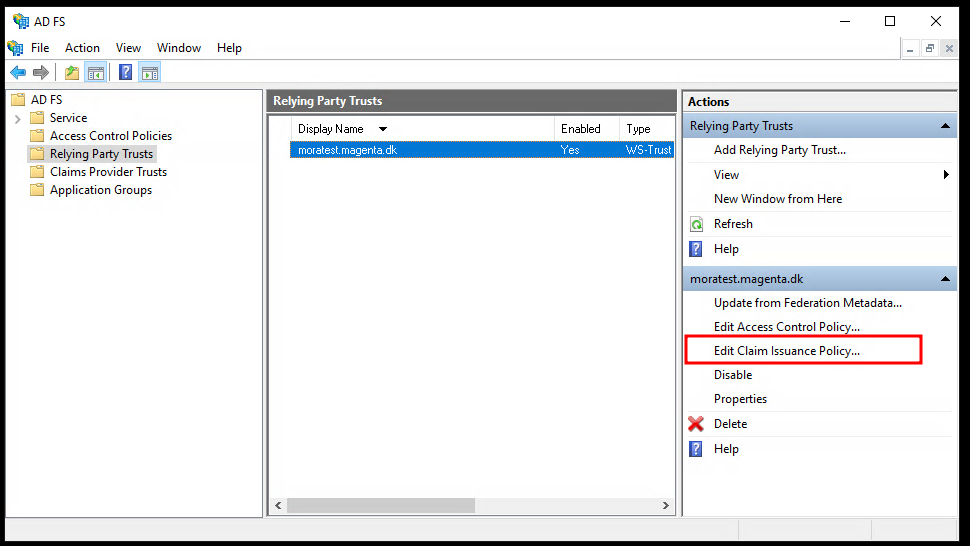 AD FS
File Action View Window Help
AD FS
Service
Access Control Policies
Relying Party Trusts
Claims Provider Trusts
Application Groups
Relying Party Trusts
Display Name Enabled Type
moratest.magenta.dk Yes WS-Trust
Actions
Relying Party Trusts
Add Relying Party Trust...
View
New Window from Here
Refresh
Help
moratest.magenta.dk
Update from Federation Metadata...
Edit Access Control Policy...
Edit Claim Issuance Policy...
Disable
Properties
Delete
Help